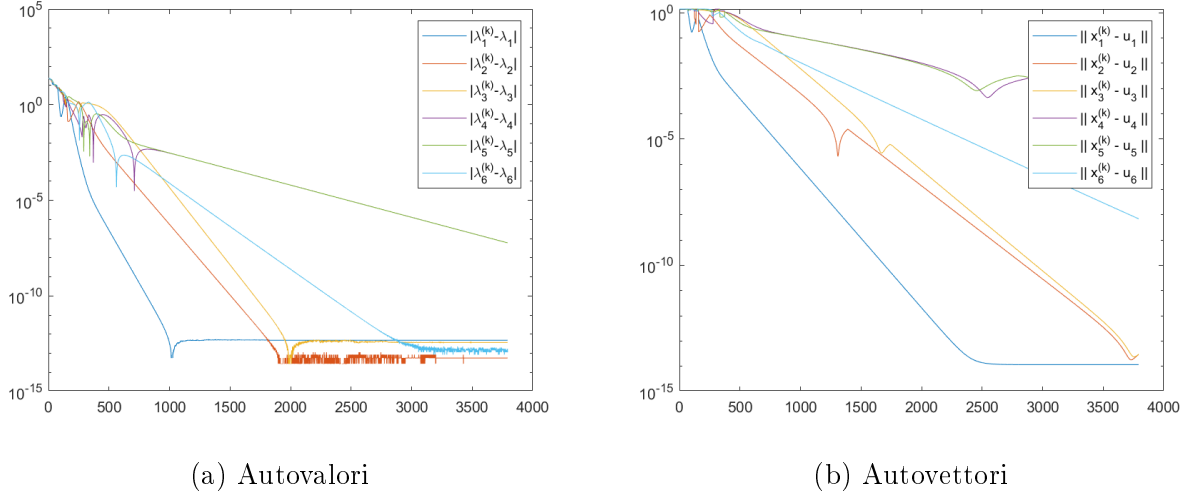 10^5
10^0
10^-5
10^-10
10^-15
0
500
1000
1500
2000
2500
3000
3500
4000
|λ_1^(k)-λ_1|
|λ_2^(k)-λ_2|
|λ_3^(k)-λ_3|
|λ_4^(k)-λ_4|
|λ_5^(k)-λ_5|
|λ_6^(k)-λ_6|
(a) Autovalori
10^0
10^-5
10^-10
10^-15
0
500
1000
1500
2000
2500
3000
3500
4000
|| x_1^(k) - u_1 ||
|| x_2^(k) - u_2 ||
|| x_3^(k) - u_3 ||
|| x_4^(k) - u_4 ||
|| x_5^(k) - u_5 ||
|| x_6^(k) - u_6 ||
(b) Autovettori